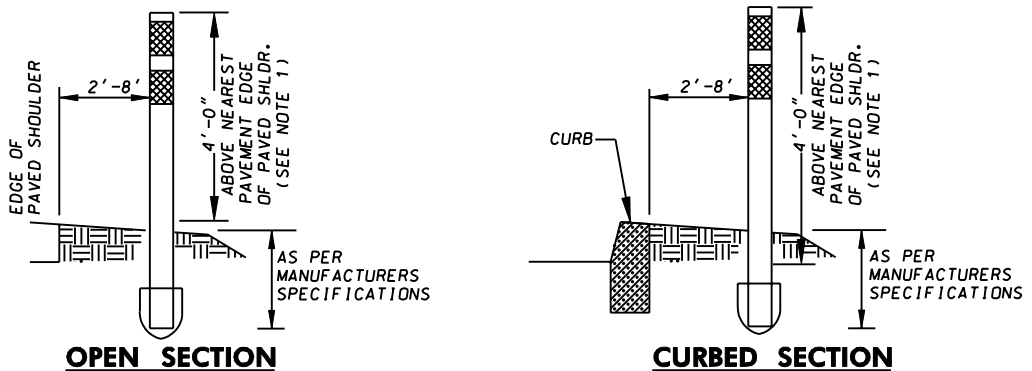 EDGE OF
PAVED SHOULDER
2'-8'
4'-0"
ABOVE NEAREST
PAVEMENT EDGE
OF PAVED SHLDR.
(SEE NOTE 1)
AS PER
MANUFACTURERS
SPECIFICATIONS
OPEN SECTION
CURB
2'-8'
4'-0"
ABOVE NEAREST
PAVEMENT EDGE
OF PAVED SHLDR.
(SEE NOTE 1)
AS PER
MANUFACTURERS
SPECIFICATIONS
CURBED SECTION